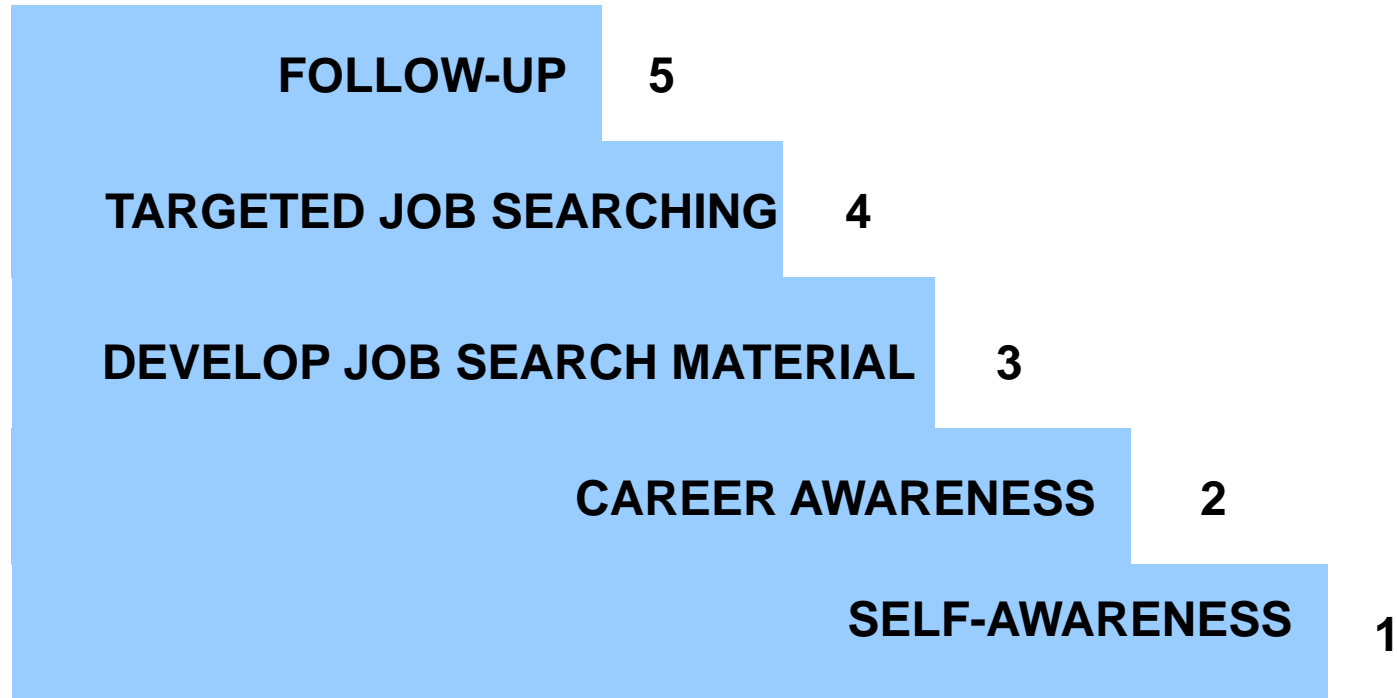 FOLLOW-UP 5
TARGETED JOB SEARCHING 4
DEVELOP JOB SEARCH MATERIAL 3
CAREER AWARENESS 2
SELF-AWARENESS 1